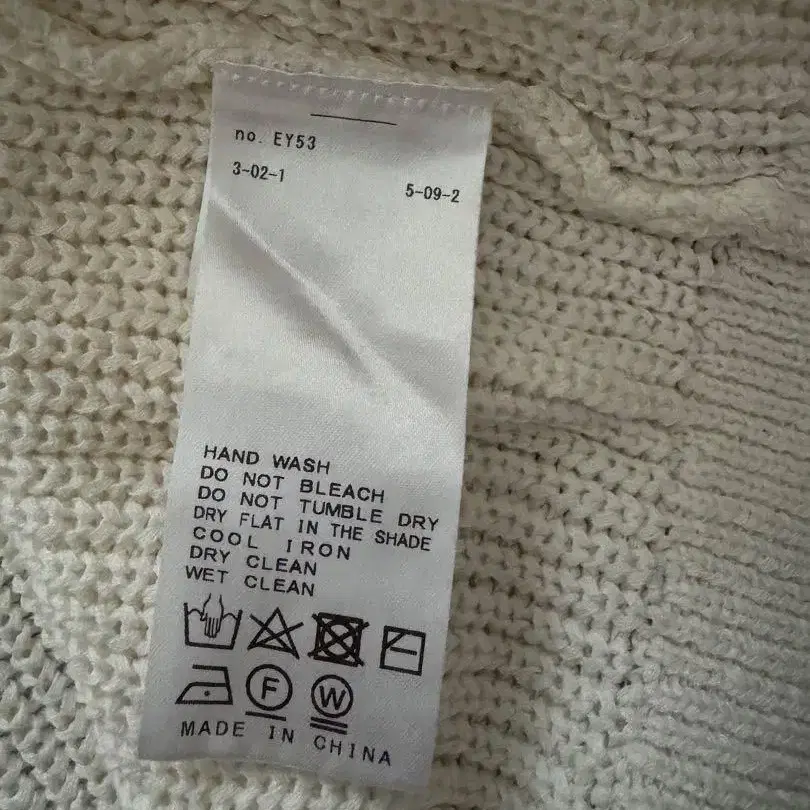 no. EY53
3-02-1
5-09-2
HAND WASH
DO NOT BLEACH
DO NOT TUMBLE DRY
DRY FLAT IN THE SHADE
COOL IRON
DRY CLEAN
WET CLEAN
F
W
MADE IN CHINA